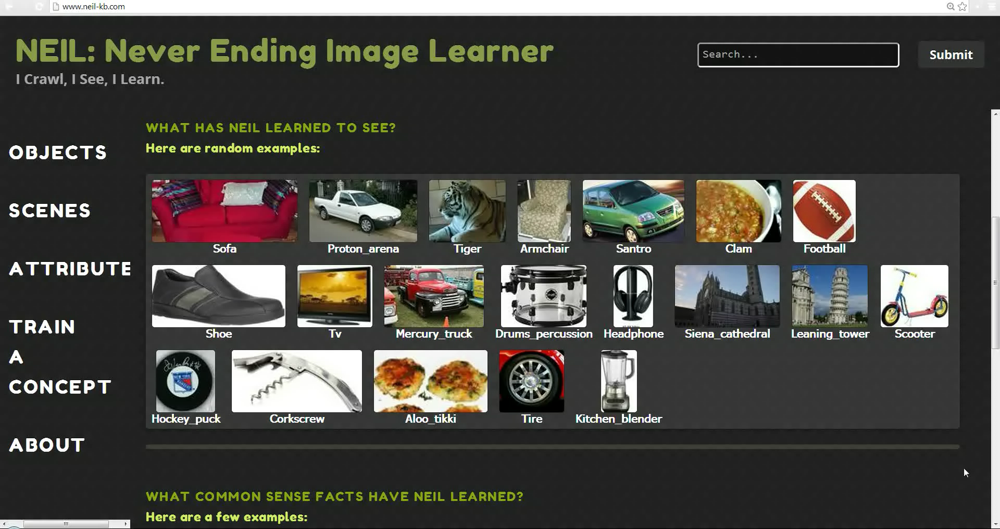 www.neil-kb.com
NEIL: Never Ending Image Learner
I Crawl, I See, I Learn.
Search...
Submit
OBJECTS
SCENES
ATTRIBUTE
TRAIN
A
CONCEPT
ABOUT
WHAT HAS NEIL LEARNED TO SEE?
Here are random examples:
Sofa Proton_arena Tiger Armchair Santro Clam Football
Shoe Tv Mercury_truck Drums_percussion Headphone Siena_cathedral Leaning_tower Scooter
Hockey_puck Corkscrew Aloo_tikki Tire Kitchen_blender
WHAT COMMON SENSE FACTS HAVE NEIL LEARNED?
Here are a few examples: